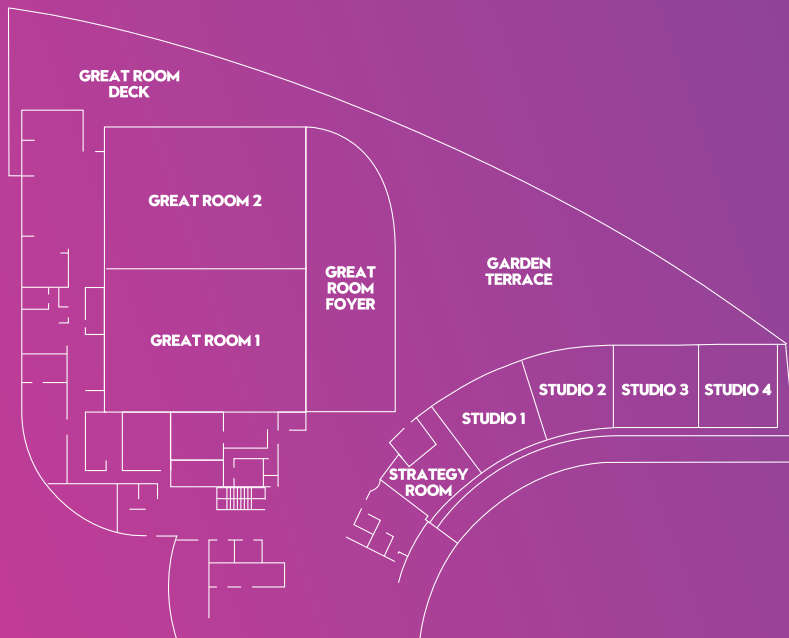 GREAT ROOM
DECK
GREAT ROOM 2
GARDEN
TERRACE
GREAT
ROOM
FOYER
GREAT ROOM 1
STUDIO 1
STUDIO 2
STUDIO 3
STUDIO 4
STRATEGY
ROOM